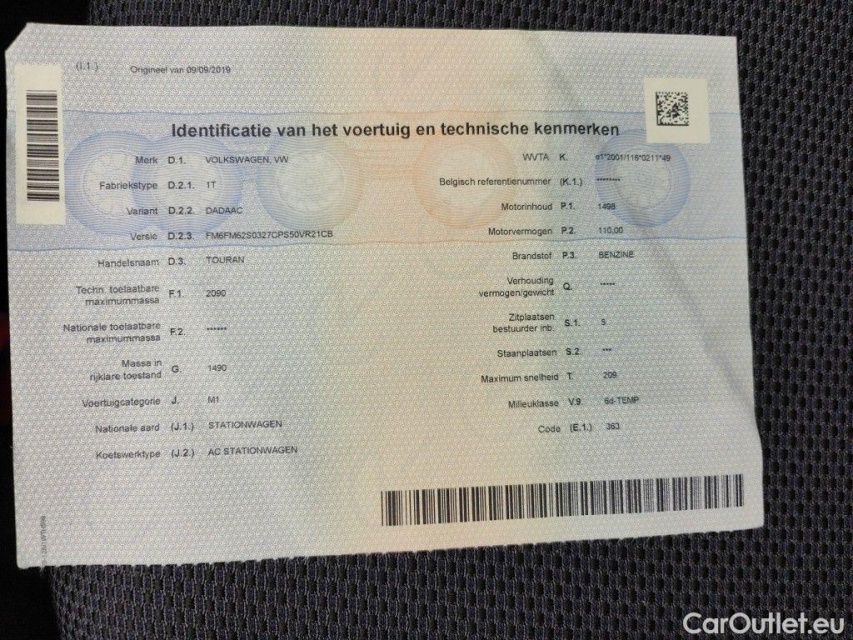 (I.1.) Origineel van 09/09/2019
Identificatie van het voertuig en technische kenmerken
Merk D.1. VOLKSWAGEN, VW
Fabriekstype D.2.1. 1T
Variant D.2.2. DADAAC
Versie D.2.3. FM6FM62S0327CPS50VR21CB
Handelsnaam D.3. TOURAN
Techn. toelaatbare
maximummassa F.1. 2090
Nationale toelaatbare
maximummassa F.2. ******
Massa in
rijklare toestand G. 1490
Voertuigcategorie J. M1
Nationale aard (J.1.) STATIONWAGEN
Koetswerktype (J.2.) AC STATIONWAGEN
WVTA K. e1*2001/116*0211*49
Belgisch referentienummer (K.1.) *******
Motorinhoud P.1. 1498
Motorvermogen P.2. 110,00
Brandstof P.3. BENZINE
Verhouding
vermogen/gewicht Q. *****
Zitplaatsen
bestuurder inb. S.1. 5
Staanplaatsen S.2. ***
Maximum snelheid T. 209
Milieuklasse V.9. 6d-TEMP
Code (E.1.) 363
CarOutlet.eu